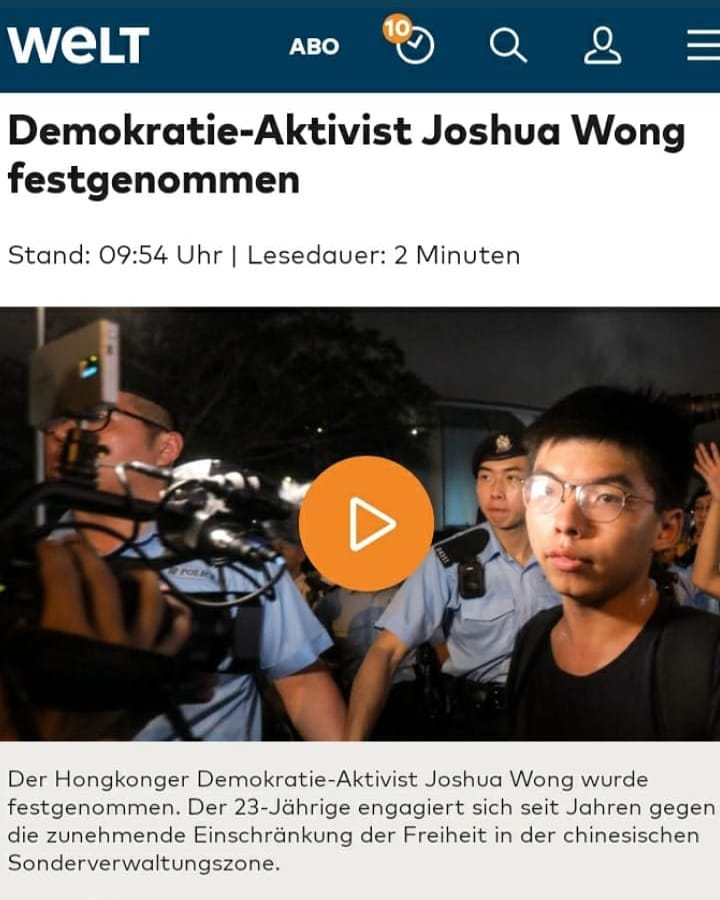 WELT
ABO
10
Demokratie-Aktivist Joshua Wong
festgenommen
Stand: 09:54 Uhr | Lesedauer: 2 Minuten
POLICE
Der Hongkonger Demokratie-Aktivist Joshua Wong wurde
festgenommen. Der 23-Jährige engagiert sich seit Jahren gegen
die zunehmende Einschränkung der Freiheit in der chinesischen
Sonderverwaltungszone.